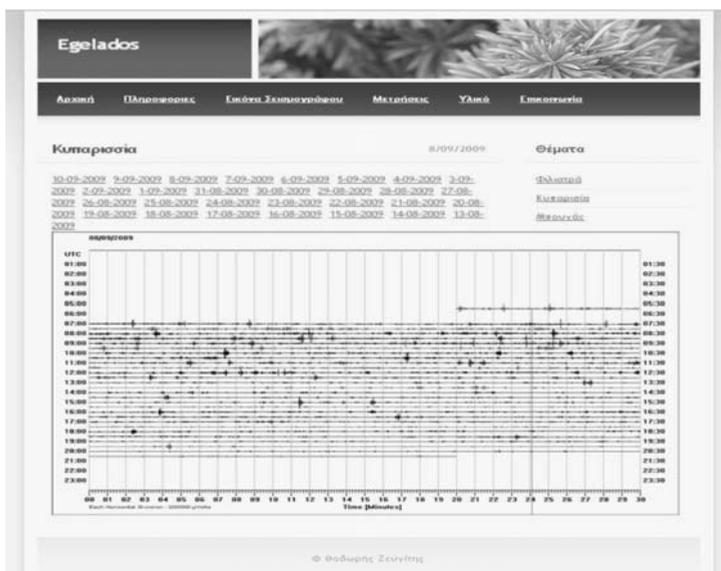 Egelados
Αρχική Πληροφοριες Εικόνα Σεισμογράφου Μετρήσεις Υλικό Επικοινωνία
Κυπαρισσία 8/09/2009 Θέματα
10-09-2009 9-09-2009 8-09-2009 7-09-2009 6-09-2009 5-09-2009 4-09-2009 3-09-
2009 2-09-2009 1-09-2009 31-08-2009 30-08-2009 29-08-2009 28-08-2009 27-08-
2009 26-08-2009 25-08-2009 24-08-2009 23-08-2009 22-08-2009 21-08-2009 20-08-
2009 19-08-2009 18-08-2009 17-08-2009 16-08-2009 15-08-2009 14-08-2009 13-08-
2009
Φιλιατρά
Κυπαρισία
Μπουνάς
08/09/2009
UTC
01:00 01:30
02:00 02:30
03:00 03:30
04:00 04:30
05:00 05:30
06:00 06:30
07:00 07:30
08:00 08:30
09:00 09:30
10:00 10:30
11:00 11:30
12:00 12:30
13:00 13:30
14:00 14:30
15:00 15:30
16:00 16:30
17:00 17:30
18:00 18:30
19:00 19:30
20:00 20:30
21:00 21:30
22:00 22:30
23:00 23:30
00 01 02 03 04 05 06 07 08 09 10 11 12 13 14 15 16 17 18 19 20 21 22 23 24 25 26 27 28 29 30
Each Horizontal Division -
Time [Minutes]
© Θοδωρής Ζευγίτης